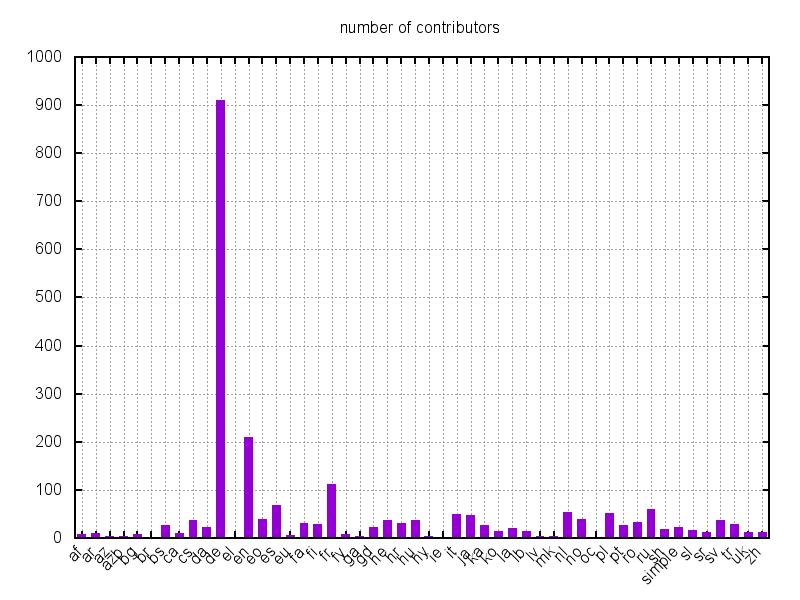 number of contributors
1000
900
800
700
600
500
400
300
200
100
0
af
ar
az
azb
bg
br
bs
ca
cs
da
de
el
en
eo
es
eu
fa
fi
fr
fy
ga
gd
he
hr
hu
hy
ie
it
ja
ka
ko
la
lb
lv
mk
nl
no
oc
pl
pt
ro
ru
sh
simple
sl
sr
sv
tr
uk
zh